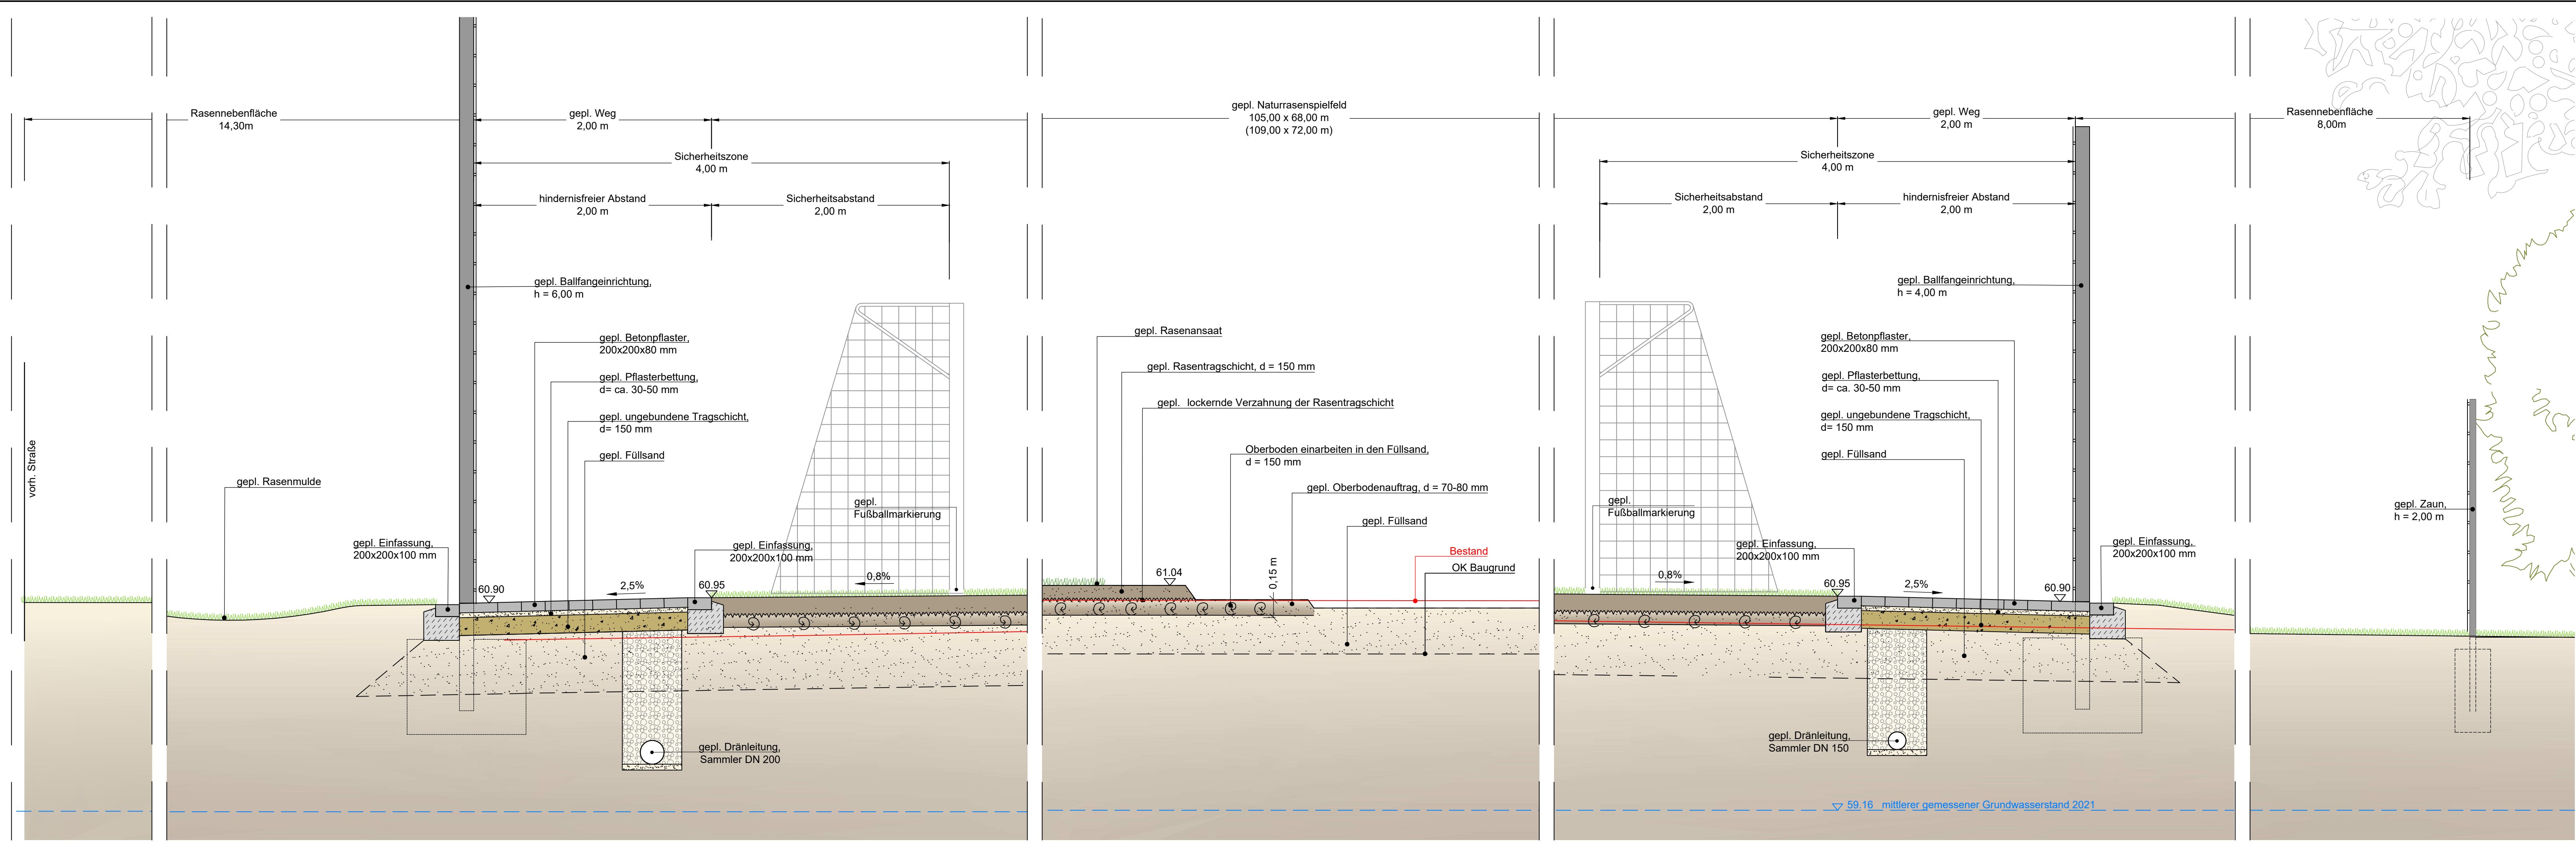 vorh. Straße
Rasennebenfläche
14,30m
gepl. Weg
2,00 m
Sicherheitszone
4,00 m
hindernisfreier Abstand
2,00 m
Sicherheitsabstand
2,00 m
gepl. Ballfangeinrichtung,
h = 6,00 m
gepl. Betonpflaster,
200x200x80 mm
gepl. Pflasterbettung,
d= ca. 30-50 mm
gepl. ungebundene Tragschicht,
d= 150 mm
gepl. Füllsand
gepl. Rasenmulde
gepl. Einfassung,
200x200x100 mm
gepl.
Fußballmarkierung
gepl. Einfassung,
200x200x100 mm
60.90
2,5%
60.95
0,8%
gepl. Dränleitung,
Sammler DN 200
gepl. Naturrasenspielfeld
105,00 x 68,00 m
(109,00 x 72,00 m)
gepl. Rasenansaat
gepl. Rasentragschicht, d = 150 mm
gepl. lockernde Verzahnung der Rasentragschicht
Oberboden einarbeiten in den Füllsand,
d = 150 mm
gepl. Oberbodenauftrag, d = 70-80 mm
gepl. Füllsand
Bestand
OK Baugrund
61.04
0,15 m
gepl. Weg
2,00 m
Sicherheitszone
4,00 m
Sicherheitsabstand
2,00 m
hindernisfreier Abstand
2,00 m
gepl. Ballfangeinrichtung,
h = 4,00 m
gepl. Betonpflaster,
200x200x80 mm
gepl. Pflasterbettung,
d= ca. 30-50 mm
gepl. ungebundene Tragschicht,
d= 150 mm
gepl. Füllsand
gepl.
Fußballmarkierung
gepl. Einfassung,
200x200x100 mm
gepl. Einfassung,
200x200x100 mm
0,8%
60.95
2,5%
60.90
gepl. Dränleitung,
Sammler DN 150
59.16 mittlerer gemessener Grundwasserstand 2021
Rasennebenfläche
8,00m
gepl. Zaun,
h = 2,00 m